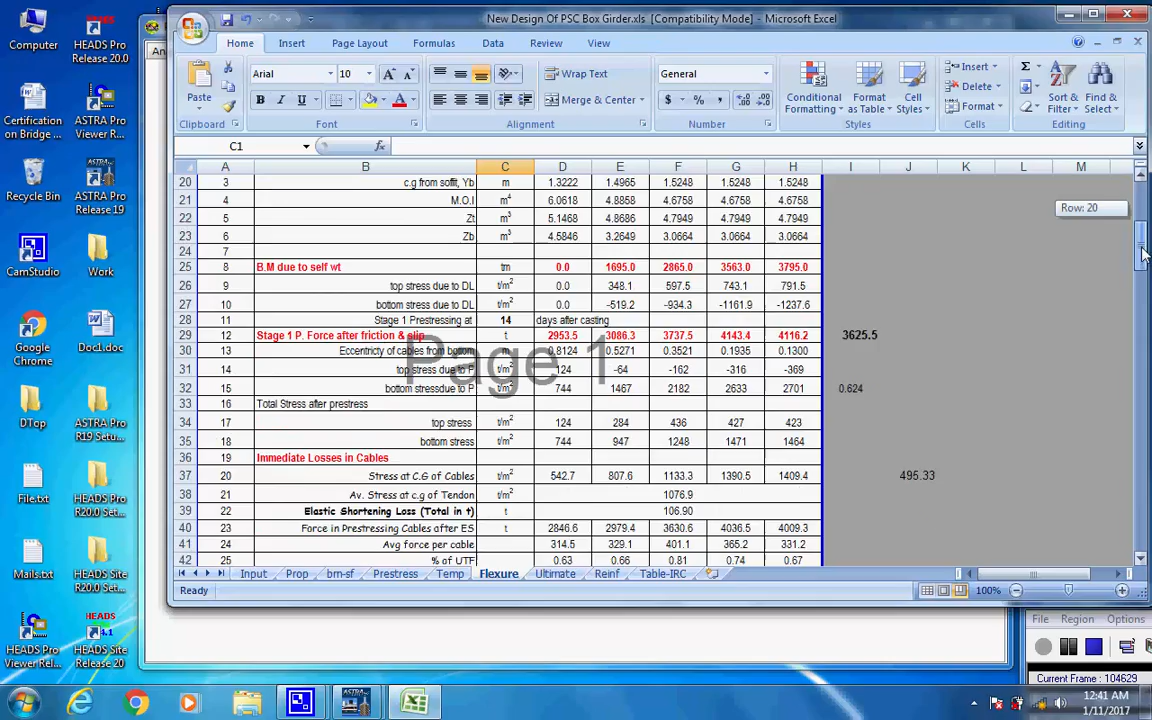 New Design Of PSC Box Girder.xls [Compatibility Mode] - Microsoft Excel
Home Insert Page Layout Formulas Data Review View
Arial 10 Wrap Text General
Paste B I U Merge & Center $ % , Conditional Formatting Format as Table Cell Styles Insert Delete Format Σ Sort & Filter Find & Select
Clipboard Font Alignment Number Styles Cells Editing
C1 fx
A B C D E F G H I J K L M
20 3 c.g from soffit, Yb m 1.3222 1.4965 1.5248 1.5248 1.5248
21 4 M.O.I m⁴ 6.0618 4.8858 4.6758 4.6758 4.6758
22 5 Zt m³ 5.1468 4.8686 4.7949 4.7949 4.7949
23 6 Zb m³ 4.5846 3.2649 3.0664 3.0664 3.0664
24 7
25 8 B.M due to self wt tm 0.0 1695.0 2865.0 3563.0 3795.0
26 9 top stress due to DL t/m² 0.0 348.1 597.5 743.1 791.5
27 10 bottom stress due to DL t/m² 0.0 -519.2 -934.3 -1161.9 -1237.6
28 11 Stage 1 Prestressing at 14 days after casting
29 12 Stage 1 P. Force after friction & slip t 2953.5 3086.3 3737.5 4143.4 4116.2 3625.5
30 13 Eccentricity of cables from bottom m 0.8124 0.5271 0.3521 0.1935 0.1300
31 14 top stress due to P t/m² 124 -64 -162 -316 -369
32 15 bottom stressdue to P t/m² 744 1467 2182 2633 2701 0.624
33 16 Total Stress after prestress
34 17 top stress t/m² 124 284 436 427 423
35 18 bottom stress t/m² 744 947 1248 1471 1464
36 19 Immediate Losses in Cables
37 20 Stress at C.G of Cables t/m² 542.7 807.6 1133.3 1390.5 1409.4 495.33
38 21 Av. Stress at c.g of Tendon t/m² 1076.9
39 22 Elastic Shortening Loss (Total in t) t 106.90
40 23 Force in Prestressing Cables after ES t 2846.6 2979.4 3630.6 4036.5 4009.3
41 24 Avg force per cable 314.5 329.1 401.1 365.2 331.2
42 25 % of UTF 0.63 0.66 0.81 0.74 0.67
Page 1
Row: 20
Input Prop brn-sf Prestress Temp Flexure Ultimate Reinf Table-IRC
Ready 100%
Computer
HEADS Pro Release 20.0
Certification on Bridge ...
ASTRA Viewer R...
Recycle Bin
ASTRA Pro Release 19
CamStudio
Work
Google Chrome
Doc1.doc
DTop
ASTRA Pro R19 Setu...
File.txt
HEADS Pro R20.0 Set...
Mails.txt
HEADS Site R20.0 Set...
HEADS Pro Viewer Rel...
HEADS 4.1
HEADS Site Release 20
An
File Region Options
Current Frame : 104629
ASTRA
12:41 AM
1/11/2017